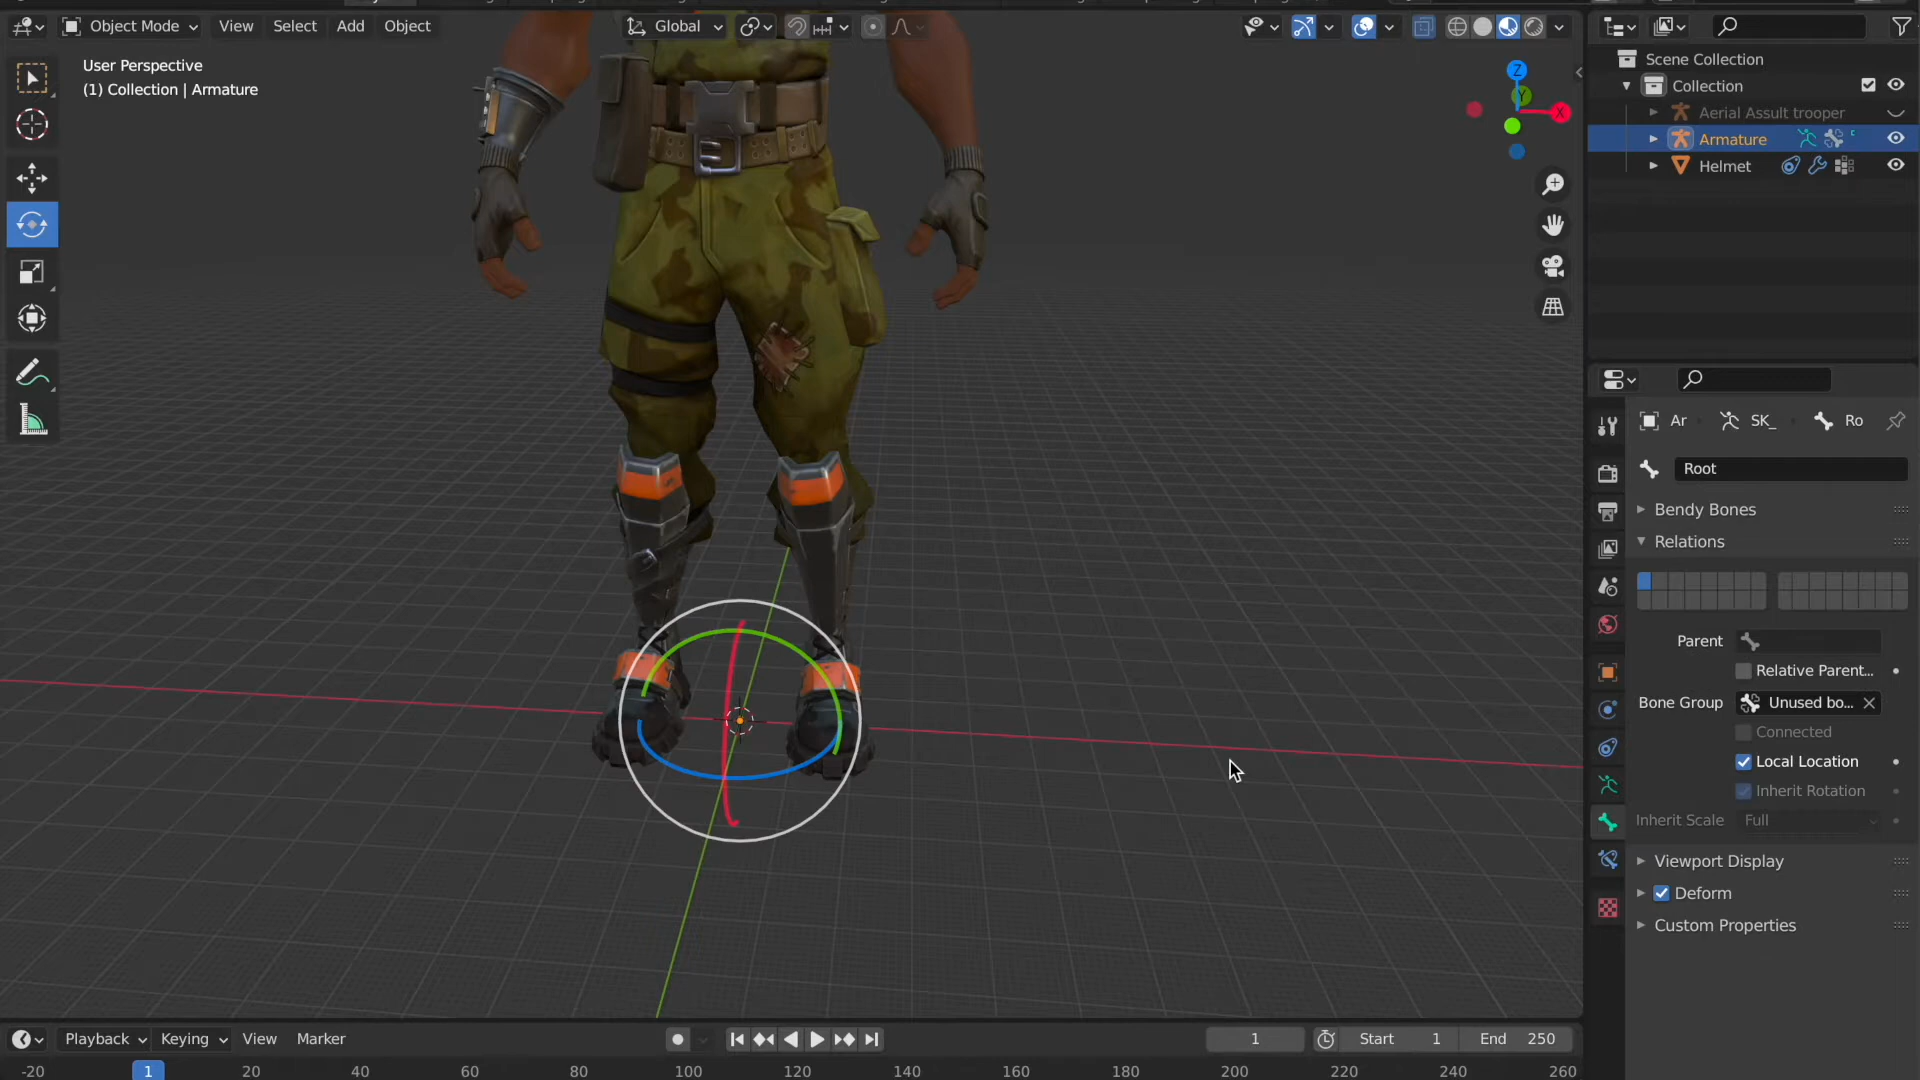 Object Mode View Select Add Object Global
User Perspective
(1) Collection | Armature
Z
Y
X
Scene Collection
Collection
Aerial Assult trooper
Armature
Helmet
Ar SK_ Ro
Root
Bendy Bones
Relations
Parent
Relative Parent...
Bone Group Unused bo...
Connected
Local Location
Inherit Rotation
Inherit Scale Full
Viewport Display
Deform
Custom Properties
Playback Keying View Marker 1 Start 1 End 250
-20 1 20 40 60 80 100 120 140 160 180 200 220 240 260